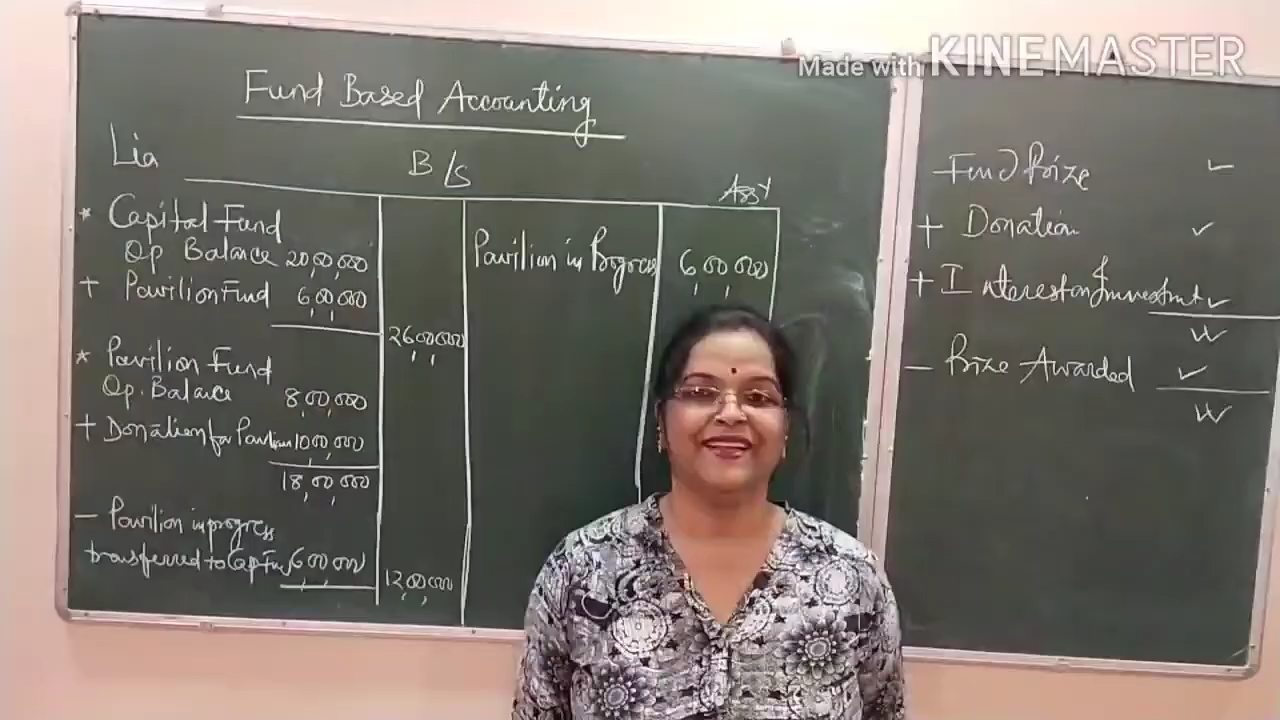 Made with KINEMASTER
Fund Based Accounting
Lia
B/S
Asst
* Capital Fund
Op Balance 20,00,000
+ Pavilion Fund 6,00,000
26,00,000
* Pavilion Fund
Op. Balance 8,00,000
+ Donation for Pavilion 10,00,000
18,00,000
- Pavilion in progress
transferred to Cap Fund 6,00,000
12,00,000
Pavilion in Progress 6,00,000
Fund Prize ✓
+ Donation ✓
+ Interest on Investment ✓
- Prize Awarded ✓